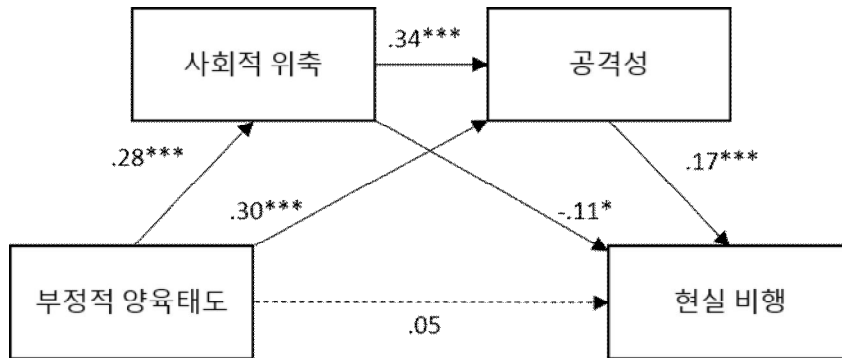 .34***
사회적 위축
공격성
.28***
.30***
-.11*
.17***
부정적 양육태도
.05
현실 비행